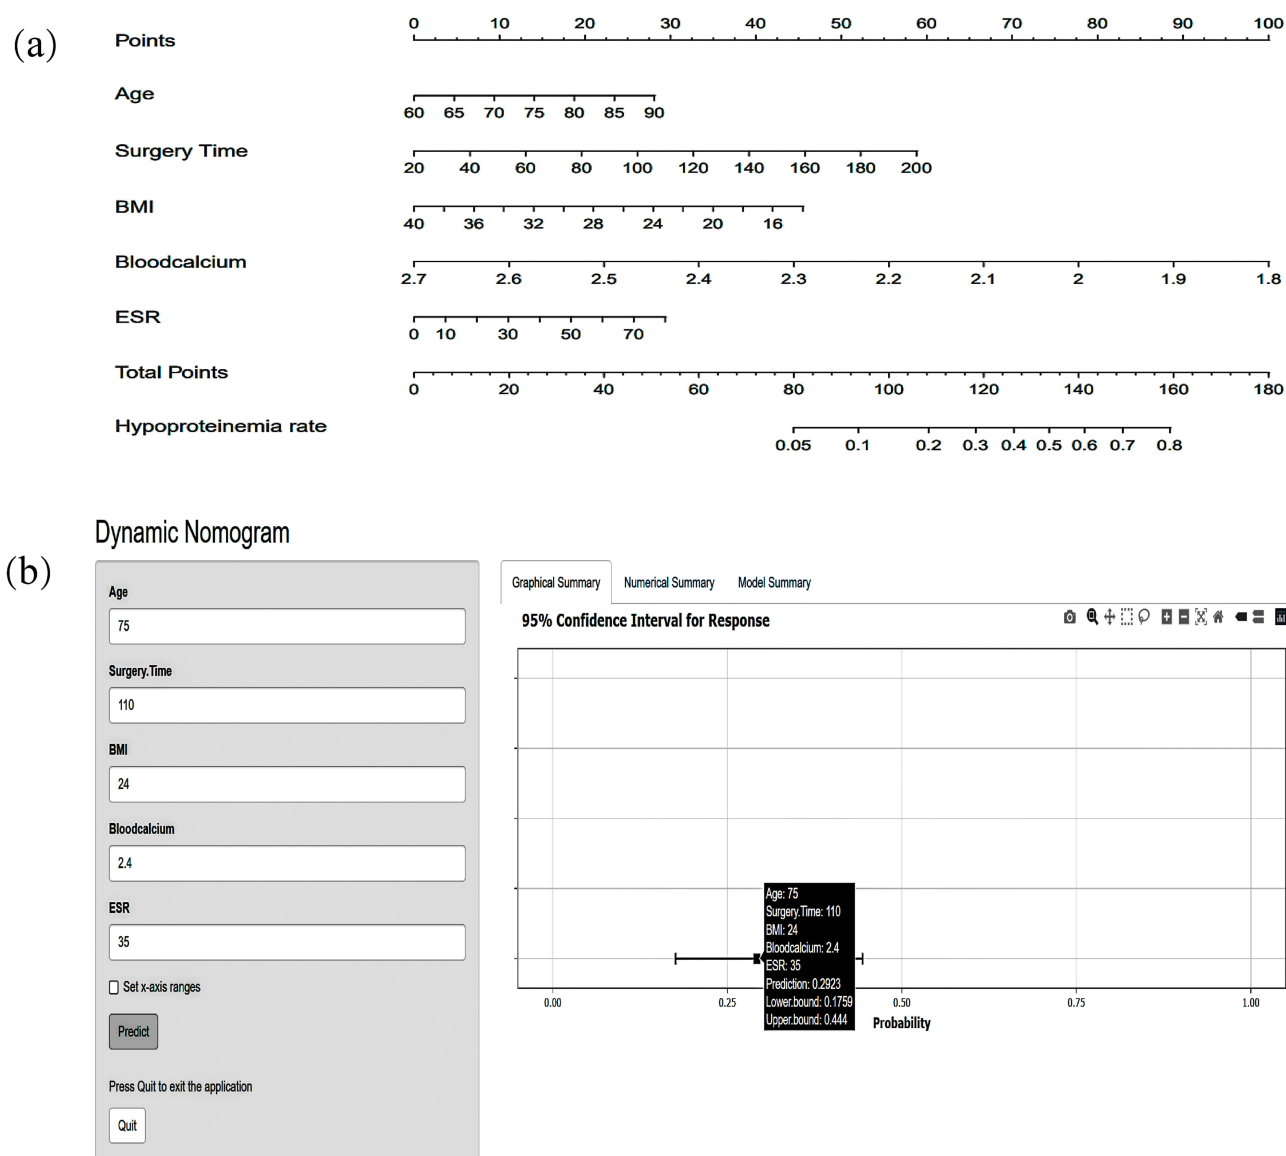 (a)
Points
0 10 20 30 40 50 60 70 80 90 100
Age
60 65 70 75 80 85 90
Surgery Time
20 40 60 80 100 120 140 160 180 200
BMI
40 36 32 28 24 20 16
Bloodcalcium
2.7 2.6 2.5 2.4 2.3 2.2 2.1 2 1.9 1.8
ESR
0 10 30 50 70
Total Points
0 20 40 60 80 100 120 140 160 180
Hypoproteinemia rate
0.05 0.1 0.2 0.3 0.4 0.5 0.6 0.7 0.8
(b)
Dynamic Nomogram
Age
75
Surgery.Time
110
BMI
24
Bloodcalcium
2.4
ESR
35
Set x-axis ranges
Predict
Press Quit to exit the application
Quit
Graphical Summary Numerical Summary Model Summary
95% Confidence Interval for Response
Age: 75
Surgery.Time: 110
BMI: 24
Bloodcalcium: 2.4
ESR: 35
Prediction: 0.2923
Lower.bound: 0.1759
Upper.bound: 0.444
0.00 0.25 0.50 0.75 1.00
Probability